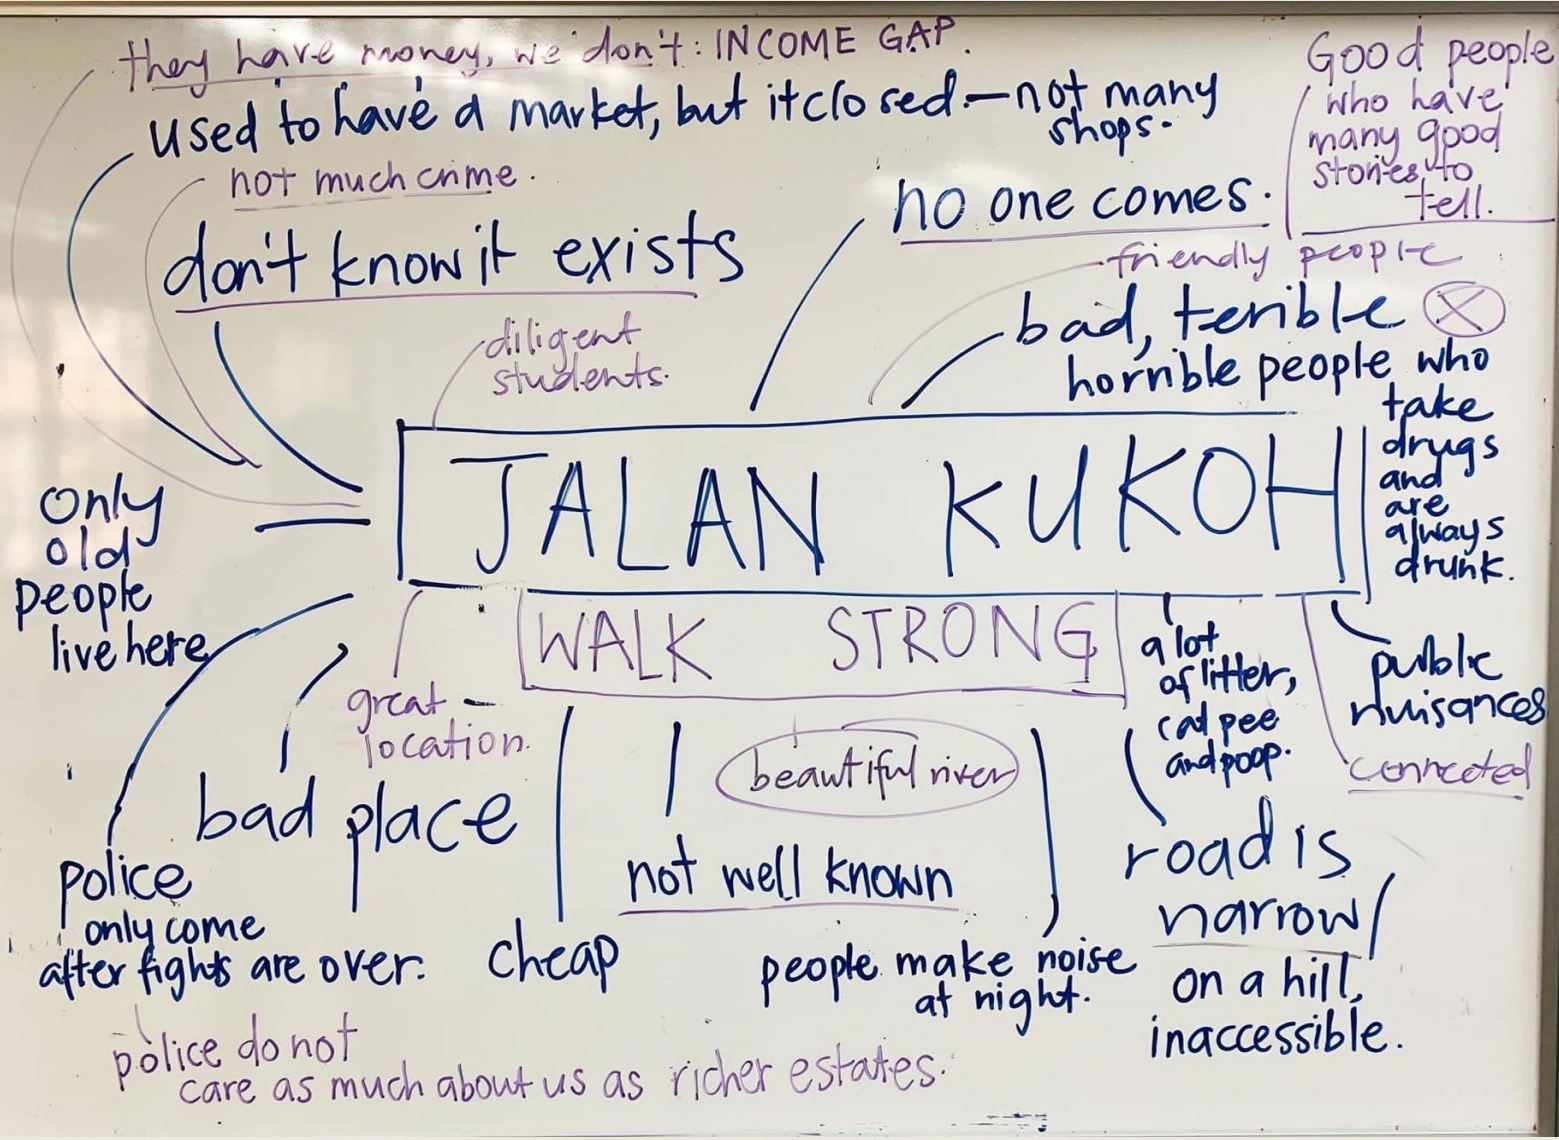 they have money, we don't: INCOME GAP.
used to have a market, but it closed – not many
shops.
not much crime.
don't know it exists
no one comes.
Good people
who have
many good
stories to
tell.
friendly people
diligent
students.
bad, terrible
horrible people who
take
drugs
and
are
always
drunk.
JALAN KUKOH
WALK STRONG
Only
old
people
live here
great
location.
beautiful river
a lot
of litter,
cat pee
and poop.
public
nuisances
connected
bad place
not well known
road is
narrow/
on a hill,
inaccessible.
police
only come
after fights are over.
cheap
people make noise
at night.
police do not
care as much about us as richer estates.